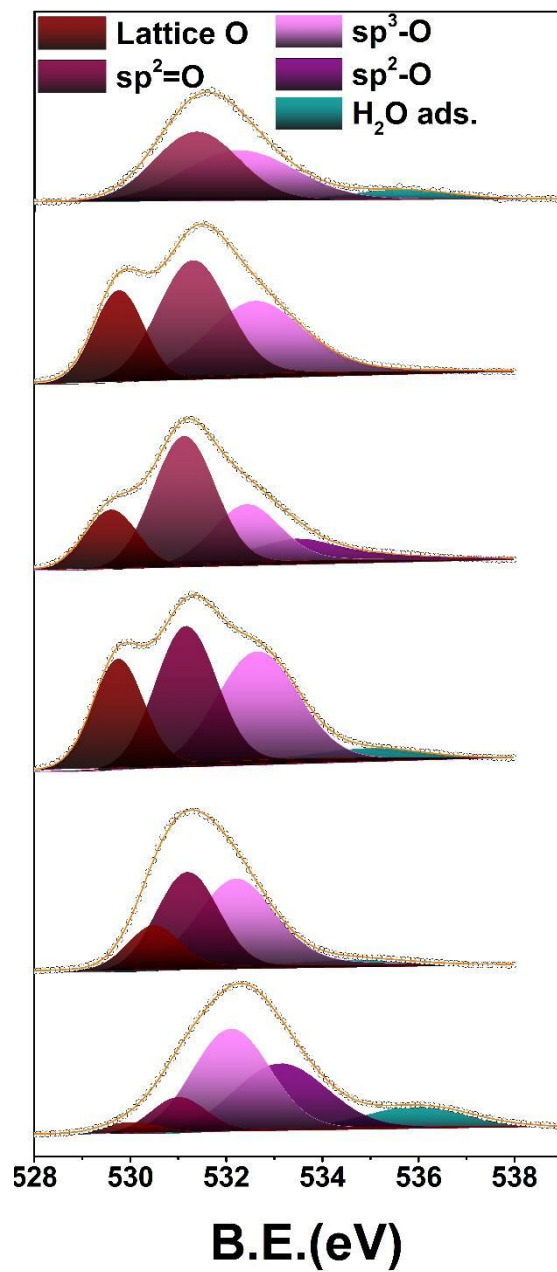 Lattice O
sp²=O
sp³-O
sp²-O
H₂O ads.
528 530 532 534 536 538
B.E.(eV)